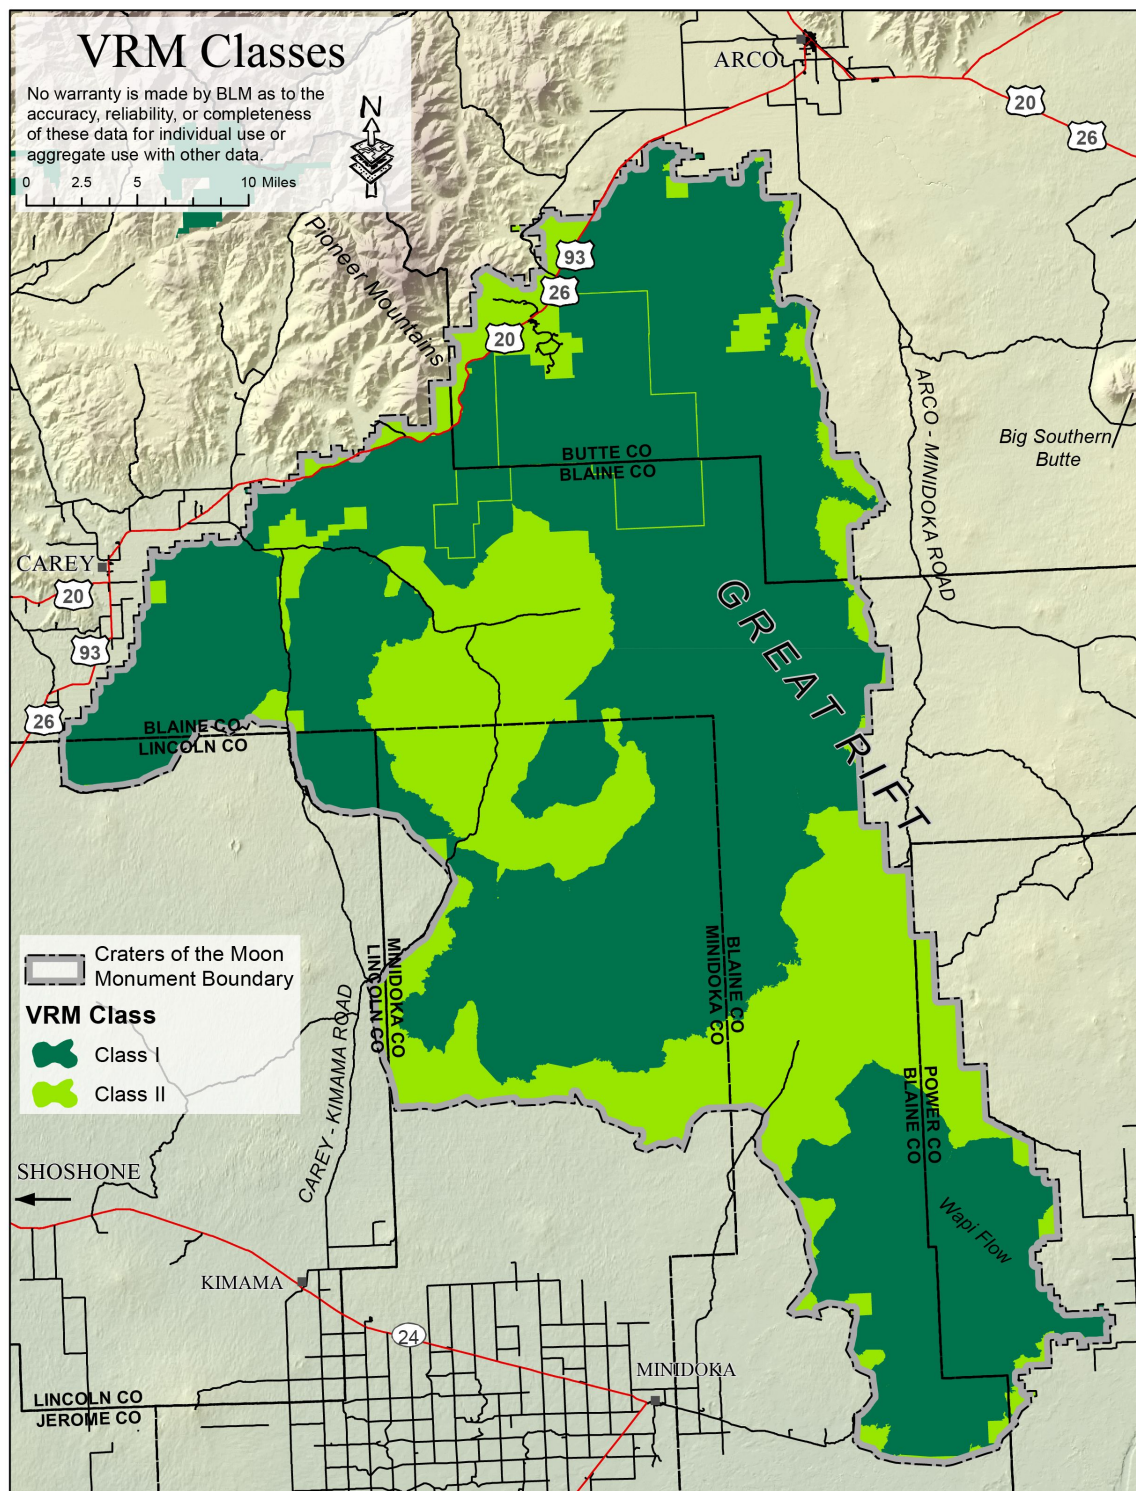 VRM Classes
No warranty is made by BLM as to the
accuracy, reliability, or completeness
of these data for individual use or
aggregate use with other data.
N
0 2.5 5 10 Miles
ARCO
20
26
Pioneer Mountains
93
26
20
ARCO - MINIDOKA ROAD
Big Southern
Butte
BUTTE CO
BLAINE CO
CAREY
20
93
26
GREAT RIFT
BLAINE CO
LINCOLN CO
Craters of the Moon
Monument Boundary
VRM Class
Class I
Class II
MINIDOKA CO
LINCOLN CO
BLAINE CO
MINIDOKA CO
CAREY - KIMAMA ROAD
POWER CO
BLAINE CO
SHOSHONE
Wapi Flow
KIMAMA
24
MINIDOKA
LINCOLN CO
JEROME CO